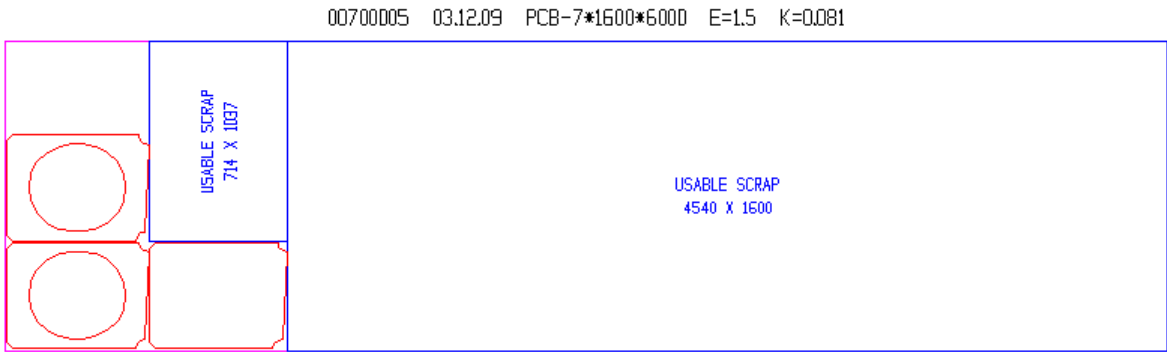 00700D05 03.12.09 PCB-7*1600*6000 E=1.5 K=0.081
USABLE SCRAP
714 X 1037
USABLE SCRAP
4540 X 1600